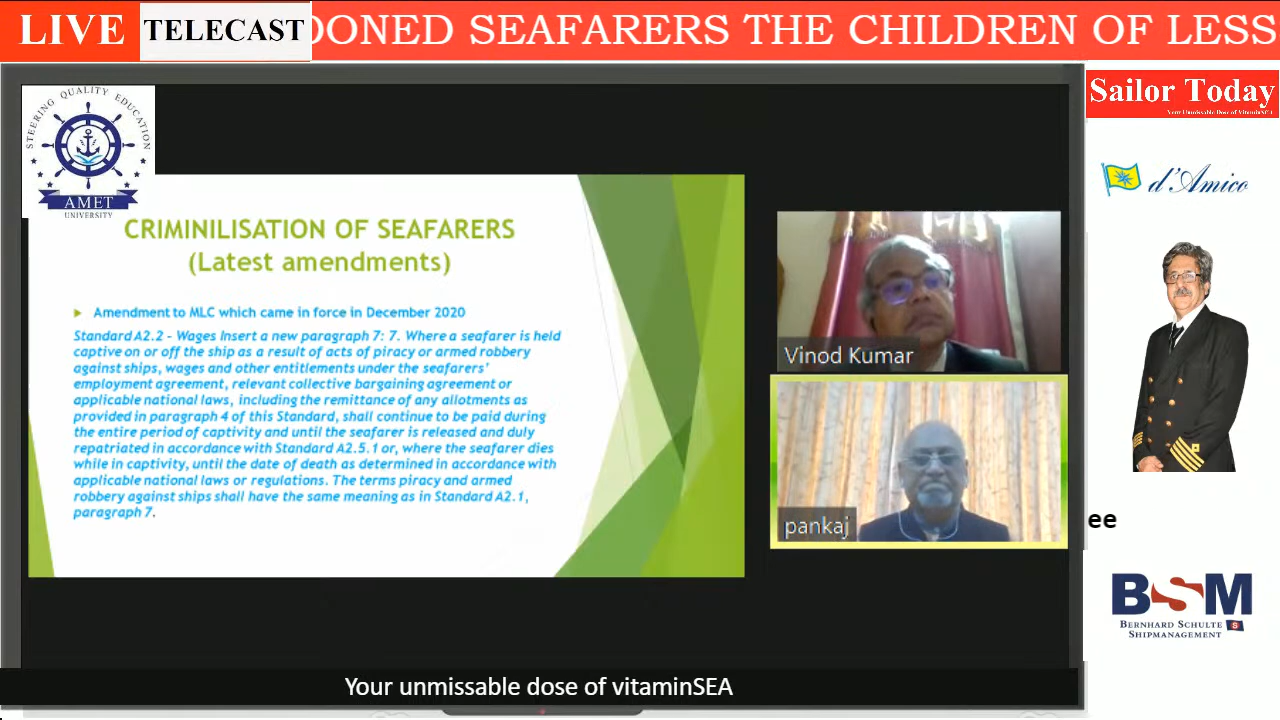 LIVE TELECAST OONED SEAFARERS THE CHILDREN OF LESS
STEERING QUALITY EDUCATION
AMET
UNIVERSITY
CRIMINILISATION OF SEAFARERS
(Latest amendments)
Amendment to MLC which came in force in December 2020
Standard A2.2 - Wages Insert a new paragraph 7: 7. Where a seafarer is held
captive on or off the ship as a result of acts of piracy or armed robbery
against ships, wages and other entitlements under the seafarers'
employment agreement, relevant collective bargaining agreement or
applicable national laws, including the remittance of any allotments as
provided in paragraph 4 of this Standard, shall continue to be paid during
the entire period of captivity and until the seafarer is released and duly
repatriated in accordance with Standard A2.5.1 or, where the seafarer dies
while in captivity, until the date of death as determined in accordance with
applicable national laws or regulations. The terms piracy and armed
robbery against ships shall have the same meaning as in Standard A2.1,
paragraph 7.
Vinod Kumar
pankaj
Sailor Today
Your Unmissable Dose of VitaminSEA
d'Amico
ee
BSM
BERNHARD SCHULTE
SHIPMANAGEMENT
S
Your unmissable dose of vitaminSEA